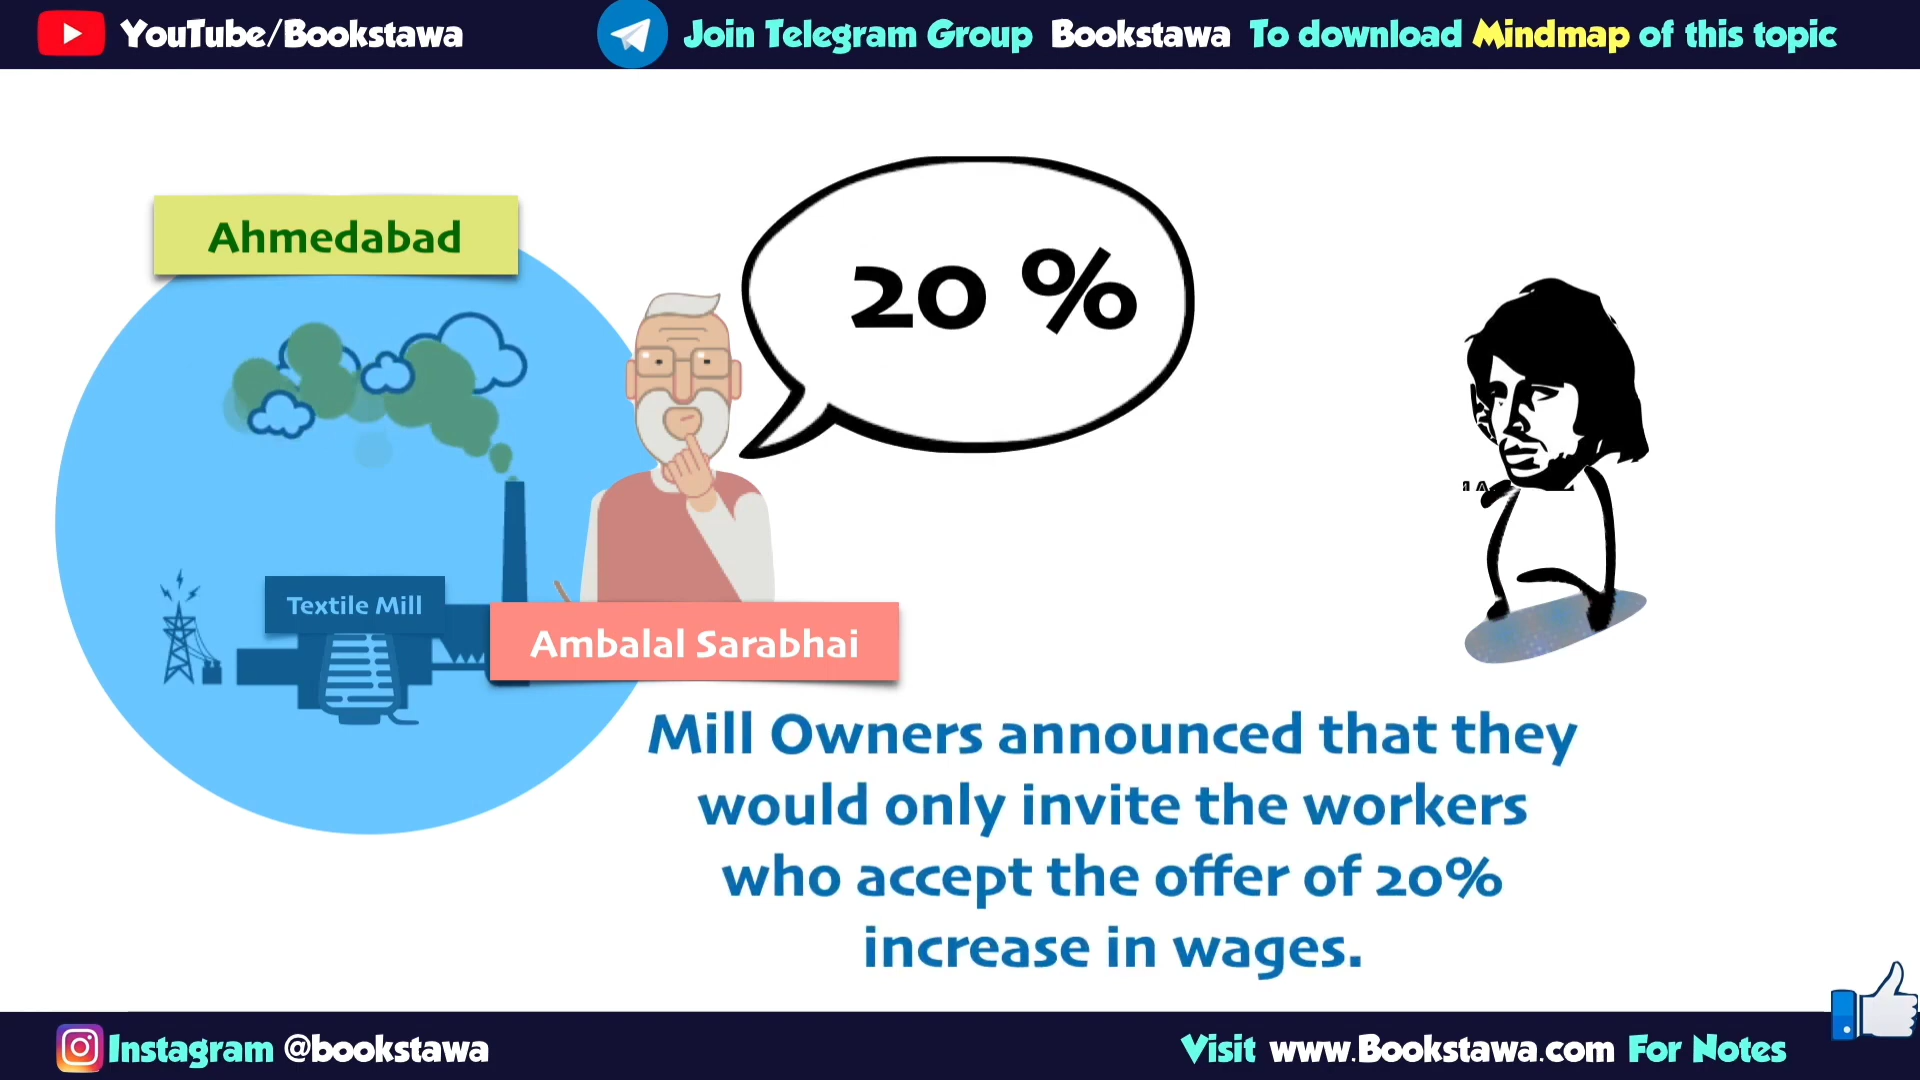 YouTube/Bookstawa
Join Telegram Group Bookstawa To download Mindmap of this topic
Ahmedabad
20 %
Textile Mill
Ambalal Sarabhai
Mill Owners announced that they
would only invite the workers
who accept the offer of 20%
increase in wages.
Instagram @bookstawa
Visit www.Bookstawa.com For Notes